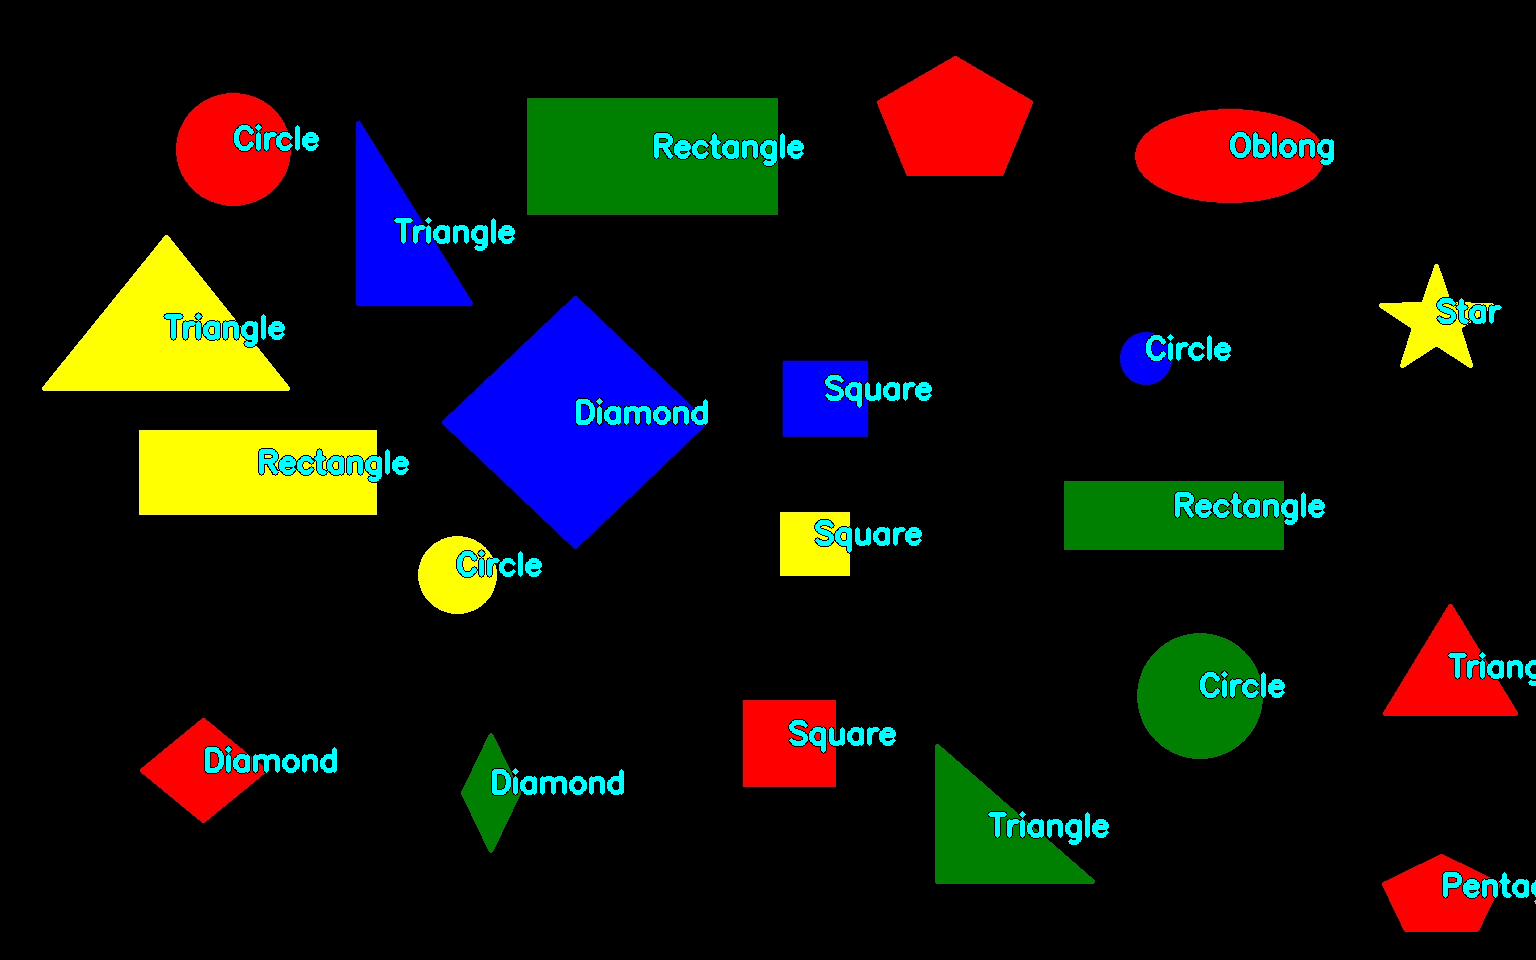 Circle
Rectangle
Oblong
Triangle
Star
Triangle
Circle
Square
Diamond
Rectangle
Rectangle
Square
Circle
Triang
Circle
Square
Diamond
Diamond
Triangle
Pentag